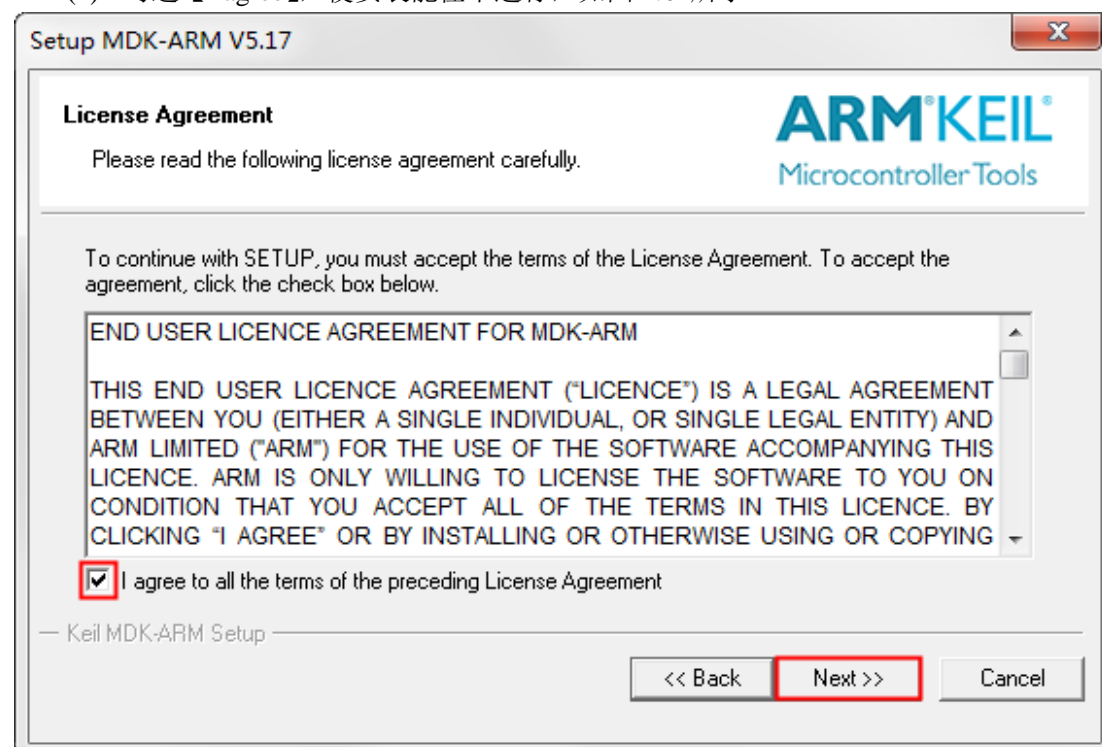 Setup MDK-ARM V5.17
License Agreement
Please read the following license agreement carefully.
ARM®KEIL®
Microcontroller Tools
To continue with SETUP, you must accept the terms of the License Agreement. To accept the
agreement, click the check box below.
END USER LICENCE AGREEMENT FOR MDK-ARM
THIS END USER LICENCE AGREEMENT (“LICENCE”) IS A LEGAL AGREEMENT
BETWEEN YOU (EITHER A SINGLE INDIVIDUAL, OR SINGLE LEGAL ENTITY) AND
ARM LIMITED ("ARM") FOR THE USE OF THE SOFTWARE ACCOMPANYING THIS
LICENCE. ARM IS ONLY WILLING TO LICENSE THE SOFTWARE TO YOU ON
CONDITION THAT YOU ACCEPT ALL OF THE TERMS IN THIS LICENCE. BY
CLICKING “I AGREE” OR BY INSTALLING OR OTHERWISE USING OR COPYING
I agree to all the terms of the preceding License Agreement
Keil MDK-ARM Setup
<< Back Next >> Cancel